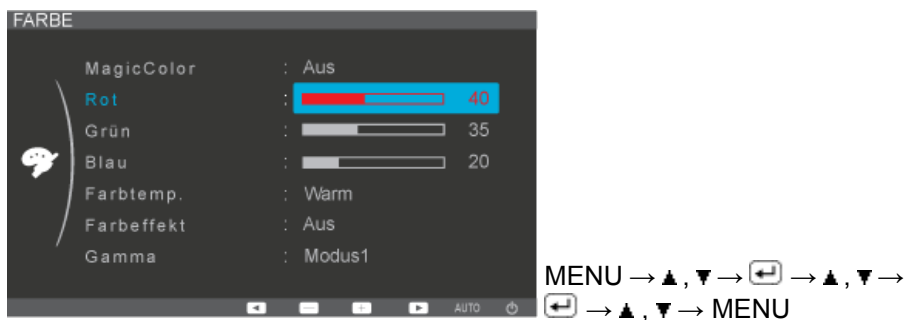 FARBE
MagicColor : Aus
Rot : 40
Grün : 35
Blau : 20
Farbtemp. : Warm
Farbeffekt : Aus
Gamma : Modus1
AUTO
MENU → ▲ , ▼ → ↵ → ▲ , ▼ →
↵ → ▲ , ▼ → MENU